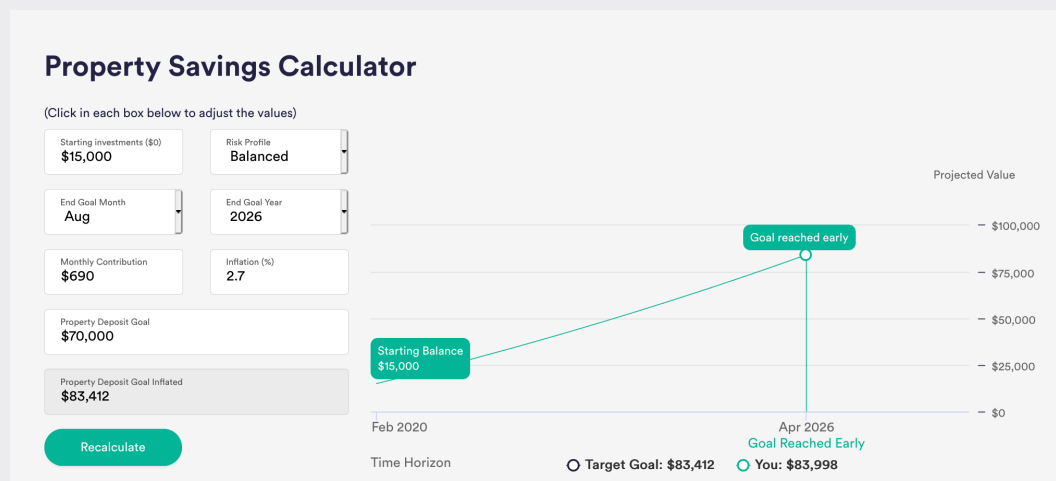 Property Savings Calculator
(Click in each box below to adjust the values)
Starting investments ($0)
$15,000
Risk Profile
Balanced
End Goal Month
Aug
End Goal Year
2026
Monthly Contribution
$690
Inflation (%)
2.7
Property Deposit Goal
$70,000
Property Deposit Goal Inflated
$83,412
Recalculate
Projected Value
$100,000
$75,000
$50,000
$25,000
$0
Goal reached early
Starting Balance
$15,000
Feb 2020
Apr 2026
Goal Reached Early
Time Horizon
Target Goal: $83,412
You: $83,998